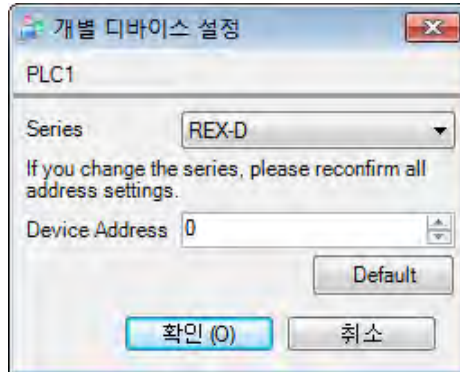 개별 디바이스 설정
PLC1
Series REX-D
If you change the series, please reconfirm all
address settings.
Device Address 0
Default
확인 (O) 취소